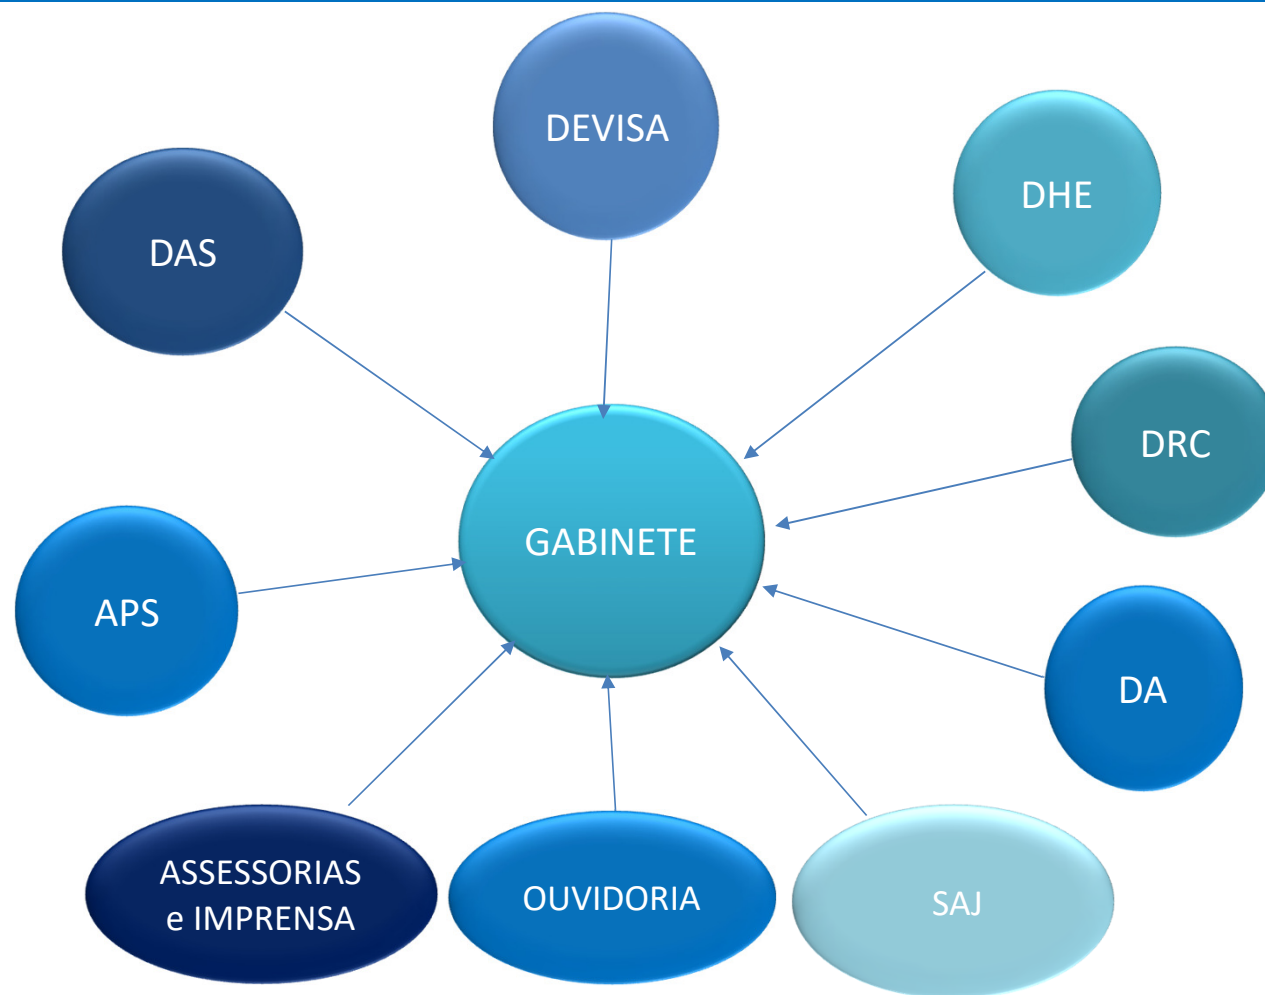 DEVISA
DHE
DAS
DRC
GABINETE
APS
DA
ASSESSORIAS
e IMPRENSA
OUVIDORIA
SAJ